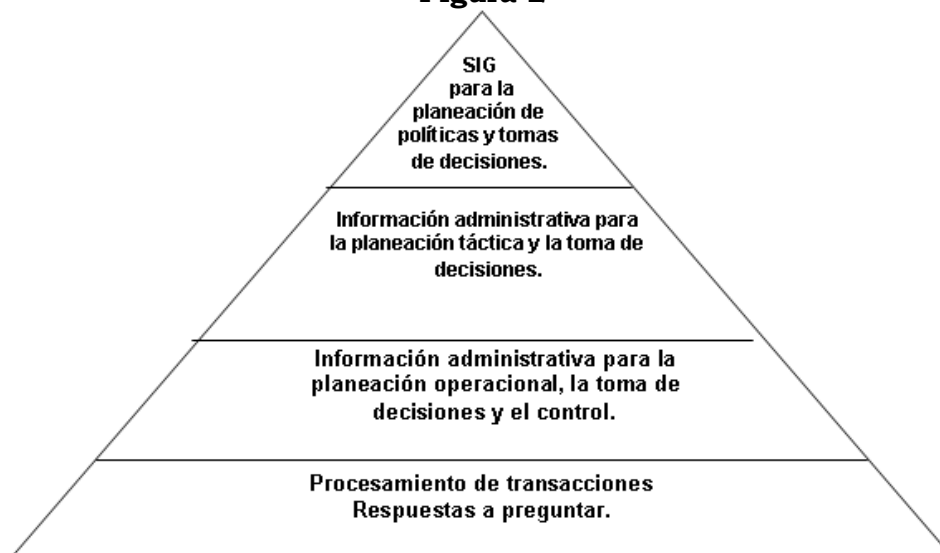 Figura 2
SIG
para la
planeación de
políticas y tomas
de decisiones.
Información administrativa para
la planeación táctica y la toma de
decisiones.
Información administrativa para la
planeación operacional, la toma de
decisiones y el control.
Procesamiento de transacciones
Respuestas a preguntar.